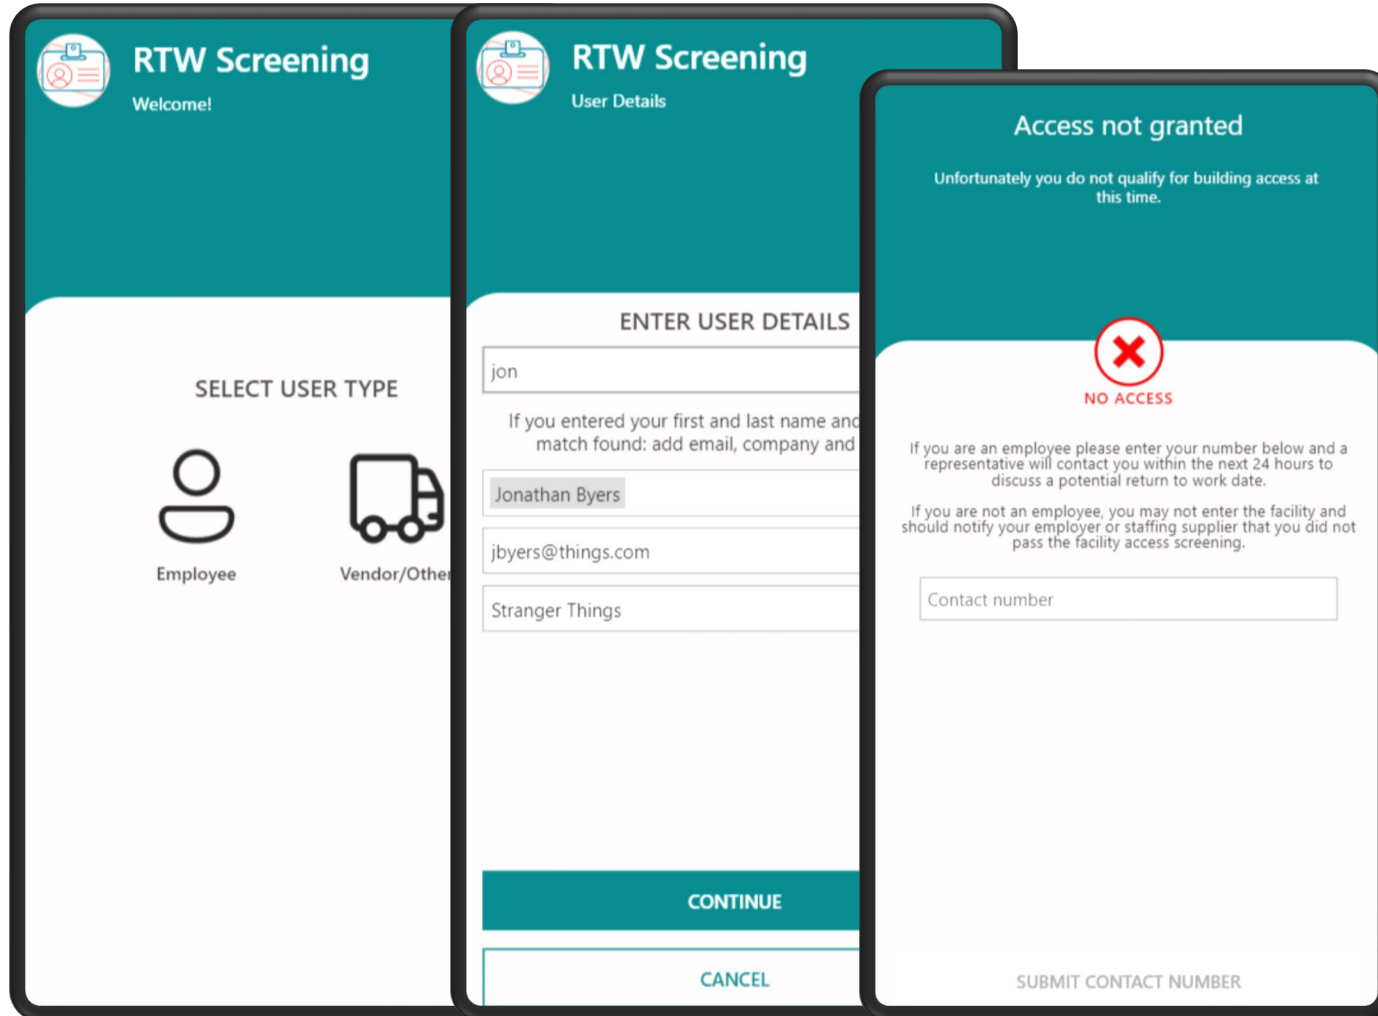 RTW Screening
Welcome!
SELECT USER TYPE
Employee
Vendor/Other
RTW Screening
User Details
ENTER USER DETAILS
jon
If you entered your first and last name and
match found: add email, company and
Jonathan Byers
jbyers@things.com
Stranger Things
CONTINUE
CANCEL
Access not granted
Unfortunately you do not qualify for building access at
this time.
NO ACCESS
If you are an employee please enter your number below and a
representative will contact you within the next 24 hours to
discuss a potential return to work date.
If you are not an employee, you may not enter the facility and
should notify your employer or staffing supplier that you did not
pass the facility access screening.
Contact number
SUBMIT CONTACT NUMBER